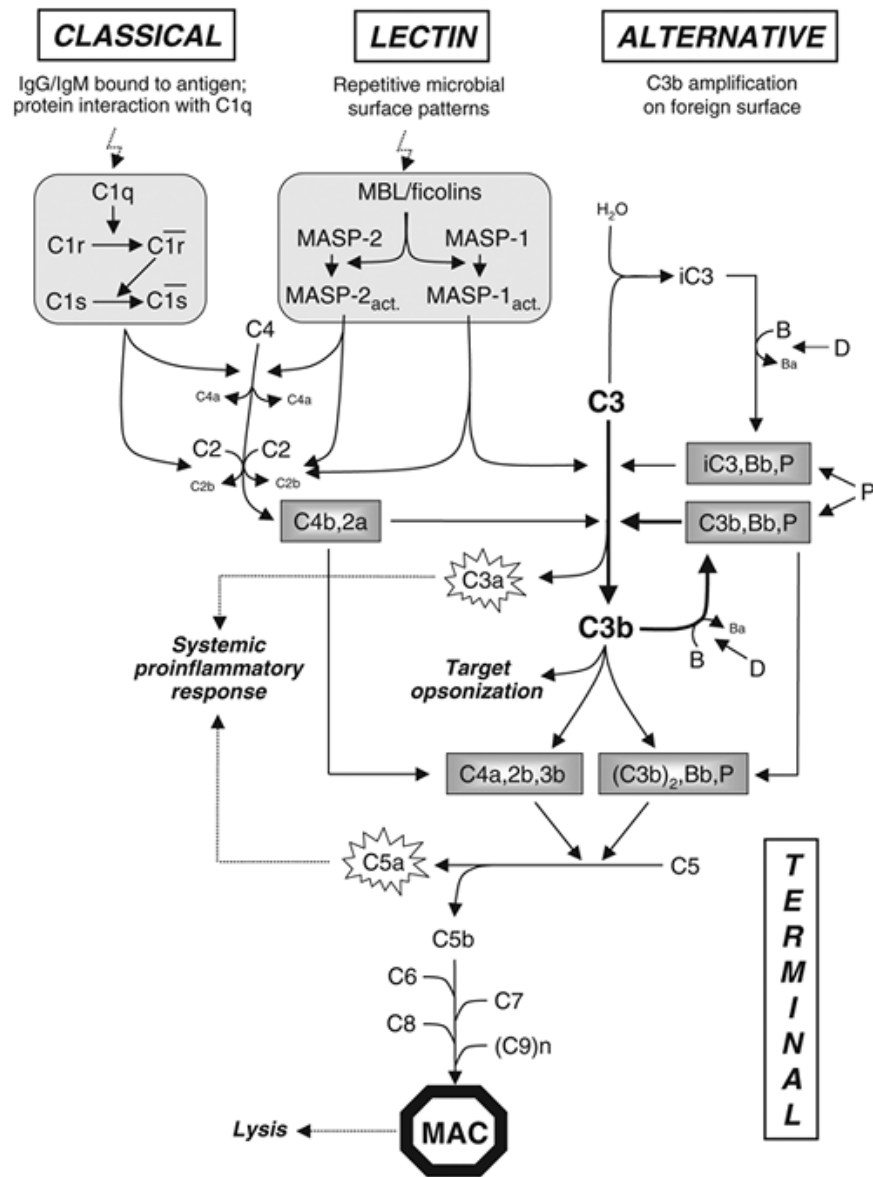 CLASSICAL
LECTIN
ALTERNATIVE
IgG/IgM bound to antigen;
protein interaction with C1q
Repetitive microbial
surface patterns
C3b amplification
on foreign surface
C1q
C1r
C1r
C1s
C1s
MBL/ficolins
MASP-2
MASP-1
MASP-2act.
MASP-1act.
H2O
iC3
B
Ba
D
C4
C4a
C4a
C3
C2
C2
C2b
C2b
iC3,Bb,P
P
C4b,2a
C3b,Bb,P
C3a
C3b
Ba
B
D
Systemic
proinflammatory
response
Target
opsonization
C4a,2b,3b
(C3b)2,Bb,P
C5a
C5
C5b
C6
C7
C8
(C9)n
MAC
Lysis
T
E
R
M
I
N
A
L